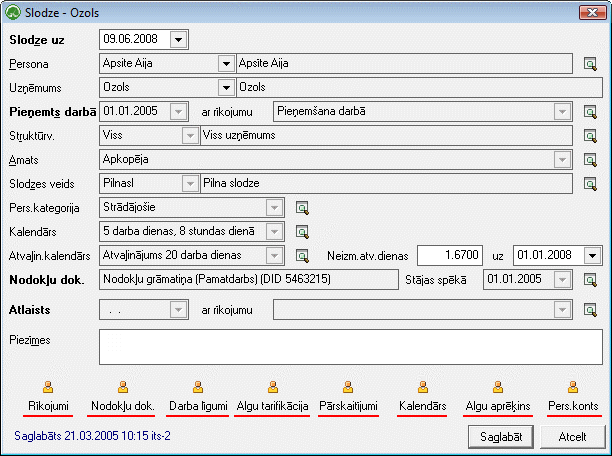 Slodze - Ozols
Slodze uz 09.06.2008
Persona Apsīte Aija Apsīte Aija
Uzņēmums Ozols Ozols
Pieņemts darbā 01.01.2005 ar rīkojumu Pieņemšana darbā
Struktūrv. Viss Viss uzņēmums
Amats Apkopēja
Slodzes veids Pilnasl Pilna slodze
Pers.kategorija Strādājošie
Kalendārs 5 darba dienas, 8 stundas dienā
Atvaļin.kalendārs Atvaļinājums 20 darba dienas Neizm.atv.dienas 1.6700 uz 01.01.2008
Nodokļu dok. Nodokļu grāmatiņa (Pamatdarbs) (DID 5463215) Stājas spēkā 01.01.2005
Atlaists . . ar rīkojumu
Piezīmes
Rīkojumi Nodokļu dok. Darba līgumi Algu tarifikācija Pārskaitījumi Kalendārs Algu aprēķins Pers.konts
Saglabāts 21.03.2005 10:15 its-2 Saglabāt Atcelt